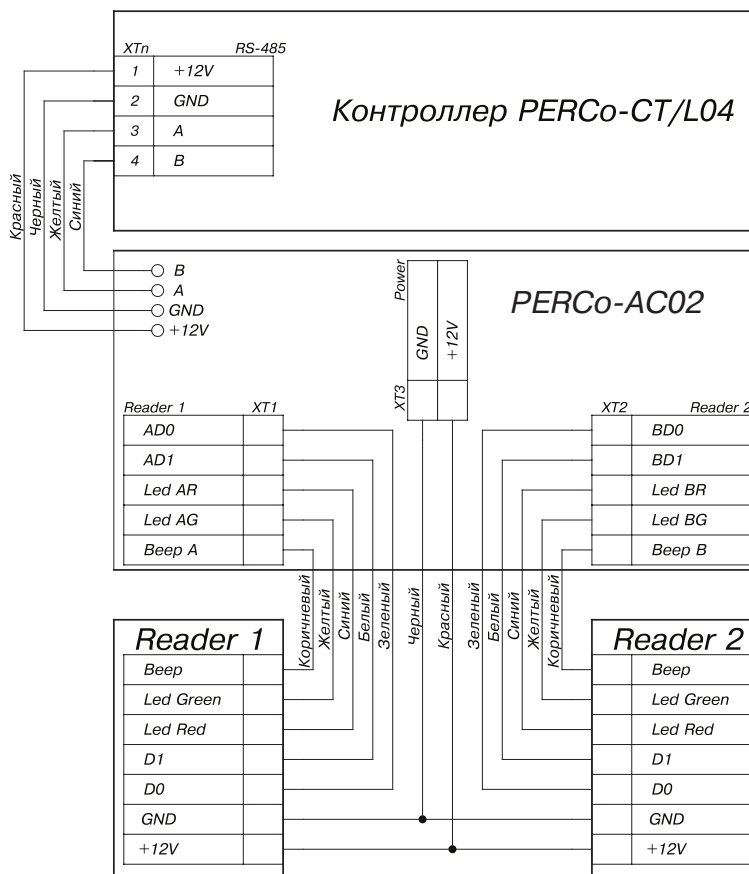 XTn RS-485
1 +12V
2 GND
3 A
4 B
Контроллер PERCo-CT/L04
Красный
Черный
Желтый
Синий
B
A
GND
+12V
Power
GND
+12V
XT3
PERCo-AC02
Reader 1 XT1
AD0
AD1
Led AR
Led AG
Beep A
XT2 Reader 2
BD0
BD1
Led BR
Led BG
Beep B
Коричневый
Желтый
Синий
Белый
Зеленый
Черный
Красный
Зеленый
Белый
Синий
Желтый
Коричневый
Reader 1
Beep
Led Green
Led Red
D1
D0
GND
+12V
Reader 2
Beep
Led Green
Led Red
D1
D0
GND
+12V